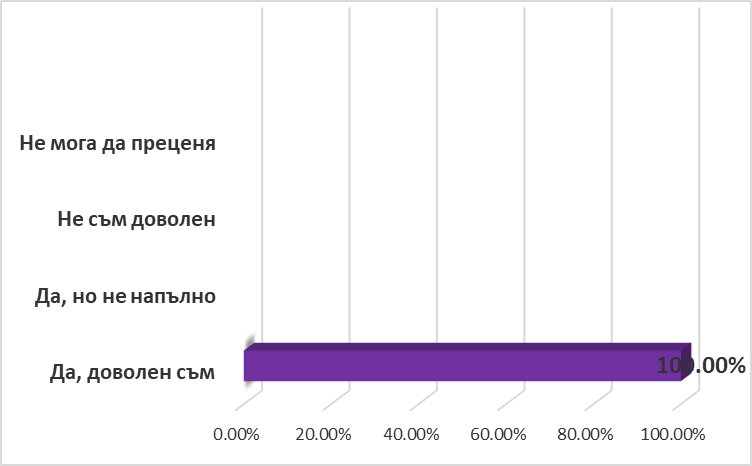 Не мога да преценя
Не съм доволен
Да, но не напълно
Да, доволен съм
100.00%
0.00% 20.00% 40.00% 60.00% 80.00% 100.00%